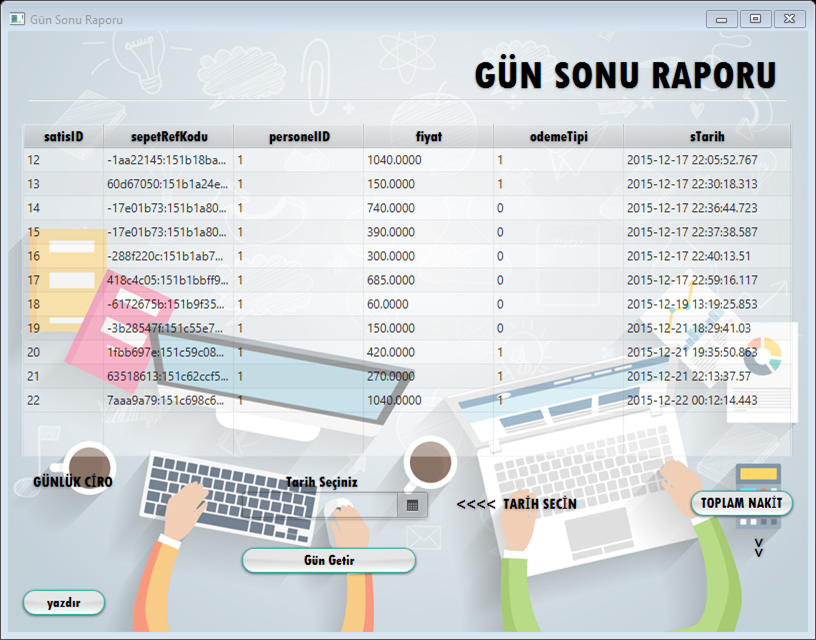 Gün Sonu Raporu
GÜN SONU RAPORU
satisID sepetRefKodu personelID fiyat odemeTipi sTarih
12 -1aa22145:151b18ba... 1 1040.0000 1 2015-12-17 22:05:52.767
13 60d67050:151b1a24e... 1 150.0000 1 2015-12-17 22:30:18.313
14 -17e01b73:151b1a80... 1 740.0000 0 2015-12-17 22:36:44.723
15 -17e01b73:151b1a80... 1 390.0000 0 2015-12-17 22:37:38.587
16 -288f220c:151b1ab7... 1 300.0000 0 2015-12-17 22:40:13.51
17 418c4c05:151b1bbff9... 1 685.0000 0 2015-12-17 22:59:16.117
18 -6172675b:151b9f35... 1 60.0000 0 2015-12-19 13:19:25.853
19 -3b28547f:151c55e7... 1 150.0000 0 2015-12-21 18:29:41.03
20 1fbb697e:151c59c08... 1 420.0000 1 2015-12-21 19:35:50.863
21 63518613:151c62ccf5... 1 270.0000 1 2015-12-21 22:13:37.57
22 7aaa9a79:151c698c6... 1 1040.0000 1 2015-12-22 00:12:14.443
GÜNLÜK CİRO
Tarih Seçiniz
<<<< TARİH SECİN
TOPLAM NAKİT
>>
Gün Getir
yazdır